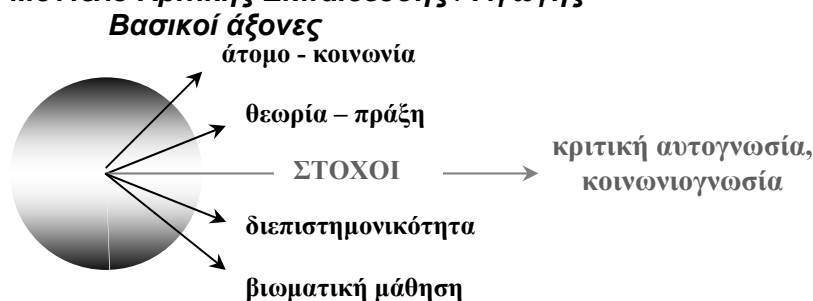 Βασικοί άξονες
άτομο - κοινωνία
θεωρία – πράξη
ΣΤΟΧΟΙ
κριτική αυτογνωσία,
κοινωνιογνωσία
διεπιστημονικότητα
βιωματική μάθηση